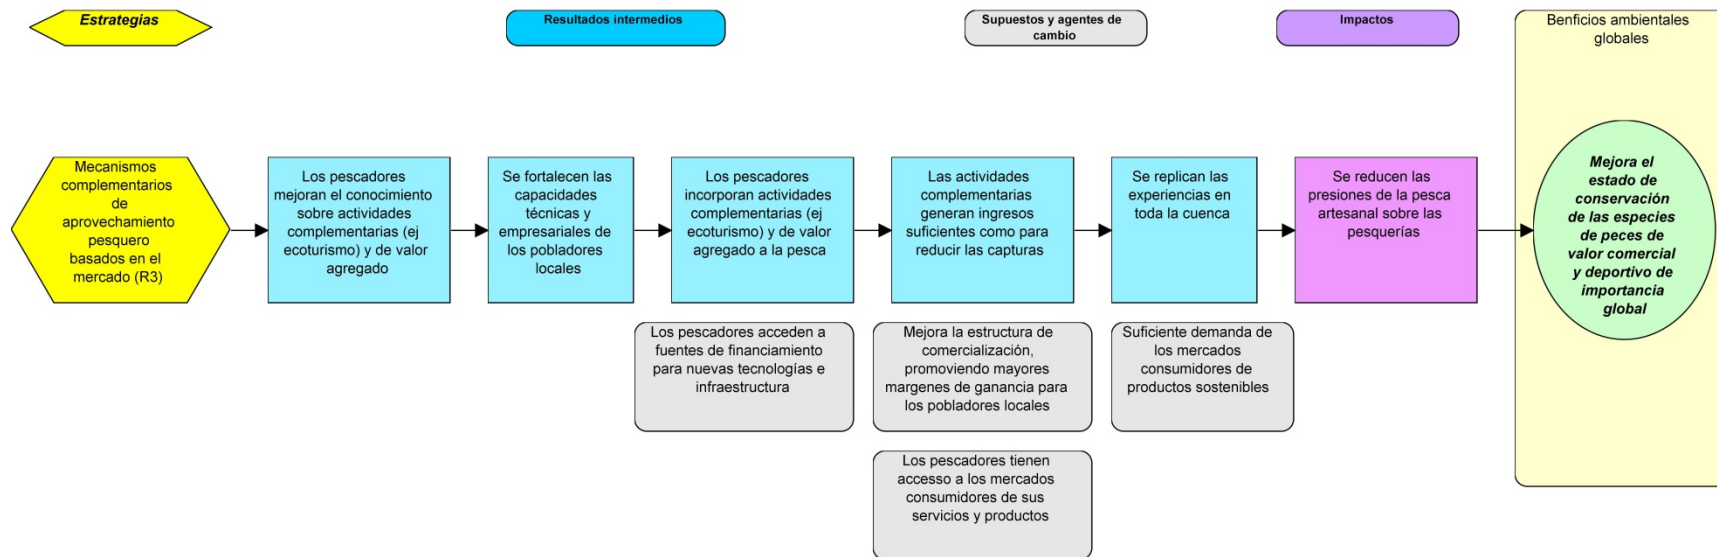 Estrategias
Resultados intermedios
Supuestos y agentes de
cambio
Impactos
Benficios ambientales
globales
Mecanismos
complementarios
de
aprovechamiento
pesquero
basados en el
mercado (R3)
Los pescadores
mejoran el conocimiento
sobre actividades
complementarias (ej
ecoturismo) y de valor
agregado
Se fortalecen las
capacidades
técnicas y
empresariales de
los pobladores
locales
Los pescadores
incorporan actividades
complementarias (ej
ecoturismo) y de valor
agregado a la pesca
Las actividades
complementarias
generan ingresos
suficientes como para
reducir las capturas
Se replican las
experiencias en
toda la cuenca
Se reducen las
presiones de la pesca
artesanal sobre las
pesquerías
Mejora el
estado de
conservación
de las especies
de peces de
valor comercial
y deportivo de
importancia
global
Los pescadores acceden a
fuentes de financiamiento
para nuevas tecnologías e
infraestructura
Mejora la estructura de
comercialización,
promoviendo mayores
margenes de ganancia para
los pobladores locales
Suficiente demanda de
los mercados
consumidores de
productos sostenibles
Los pescadores tienen
accesso a los mercados
consumidores de sus
servicios y productos